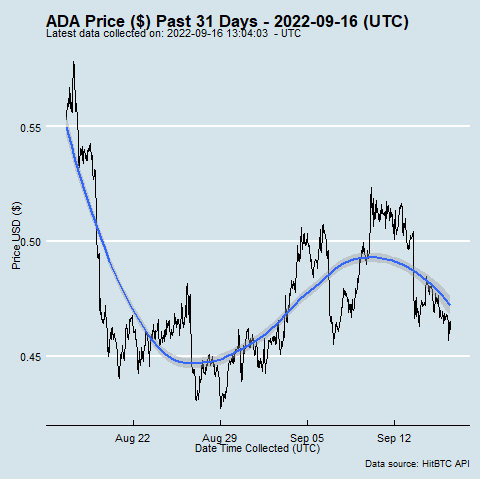 ADA Price ($) Past 31 Days - 2022-09-16 (UTC)
Latest data collected on: 2022-09-16 13:04:03  - UTC
0.55
0.50
0.45
Price USD ($)
Aug 22
Aug 29
Sep 05
Sep 12
Date Time Collected (UTC)
Data source: HitBTC API